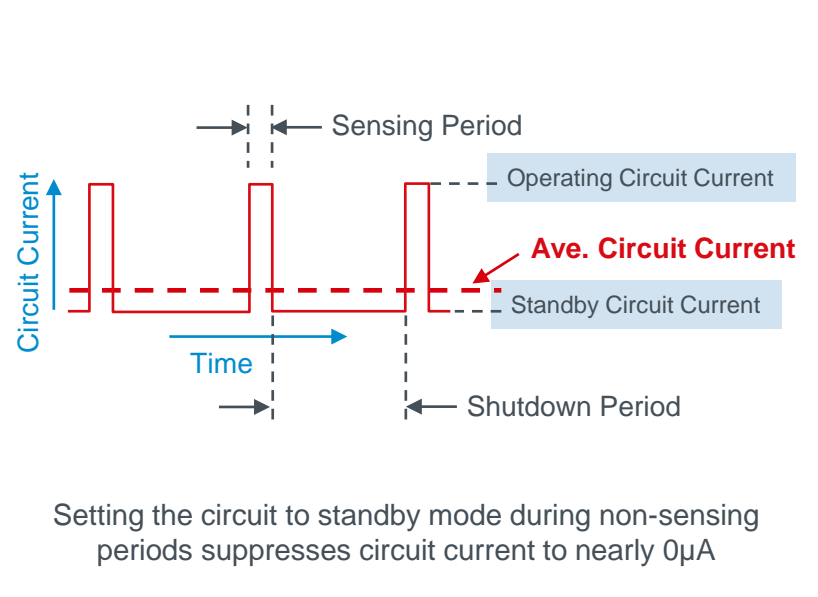 Sensing Period
Operating Circuit Current
Circuit Current
Ave. Circuit Current
Standby Circuit Current
Time
Shutdown Period
Setting the circuit to standby mode during non-sensing
periods suppresses circuit current to nearly 0µA